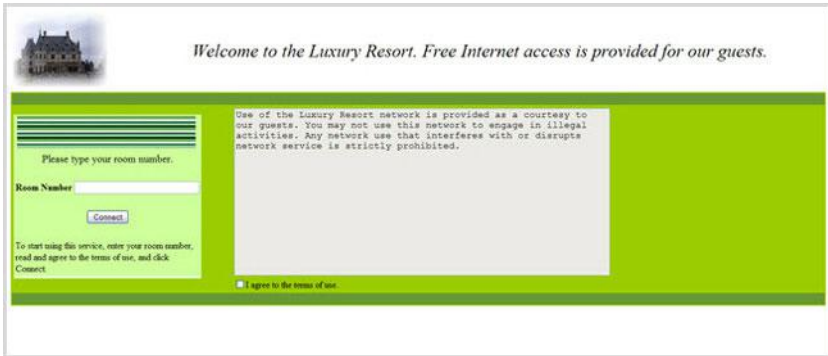 Welcome to the Luxury Resort. Free Internet access is provided for our guests.
Please type your room number.
Room Number
Connect
To start using this service, enter your room number,
read and agree to the terms of use, and click
Connect.
Use of the Luxury Resort network is provided as a courtesy to
our guests. You may not use this network to engage in illegal
activities. Any network use that interferes with or disrupts
network service is strictly prohibited.
I agree to the terms of use.